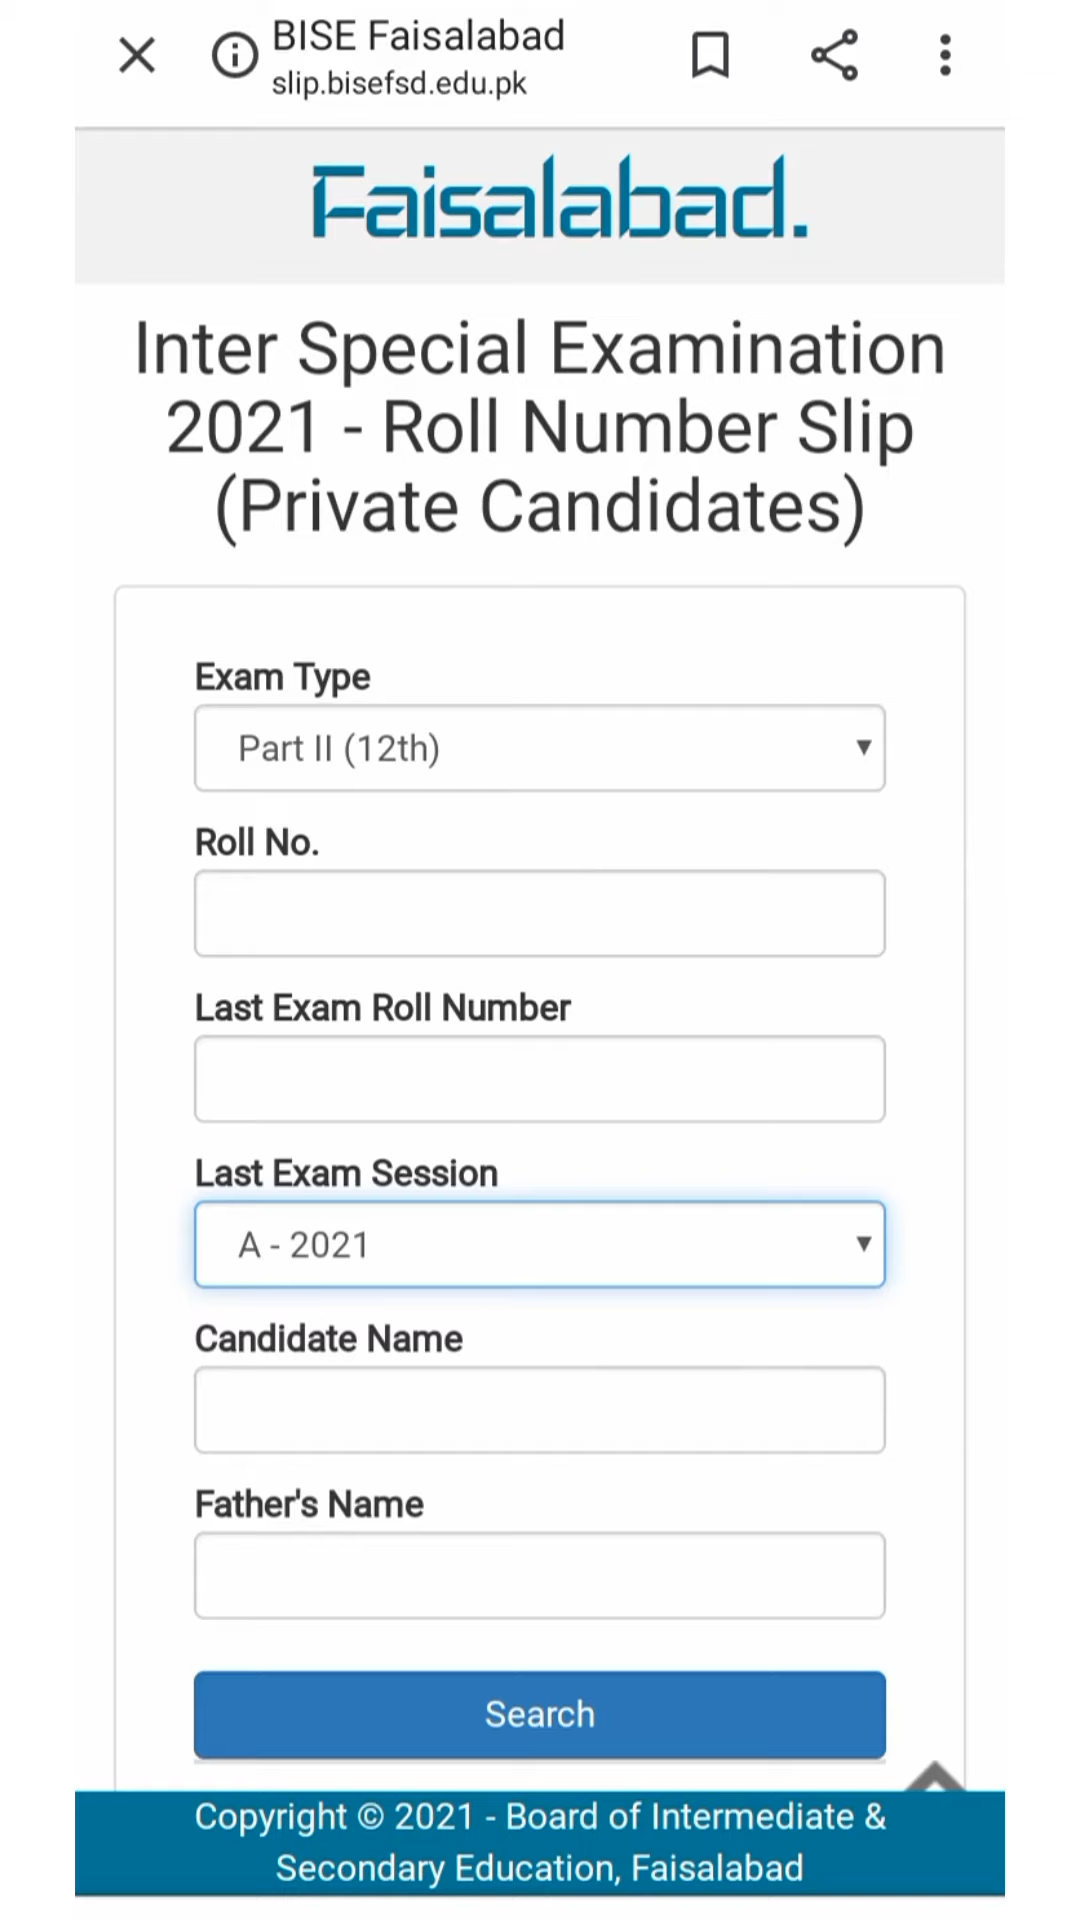 BISE Faisalabad
slip.bisefsd.edu.pk
Faisalabad.
Inter Special Examination
2021 - Roll Number Slip
(Private Candidates)
Exam Type
Part II (12th)
Roll No.
Last Exam Roll Number
Last Exam Session
A - 2021
Candidate Name
Father's Name
Search
Copyright © 2021 - Board of Intermediate &
Secondary Education, Faisalabad